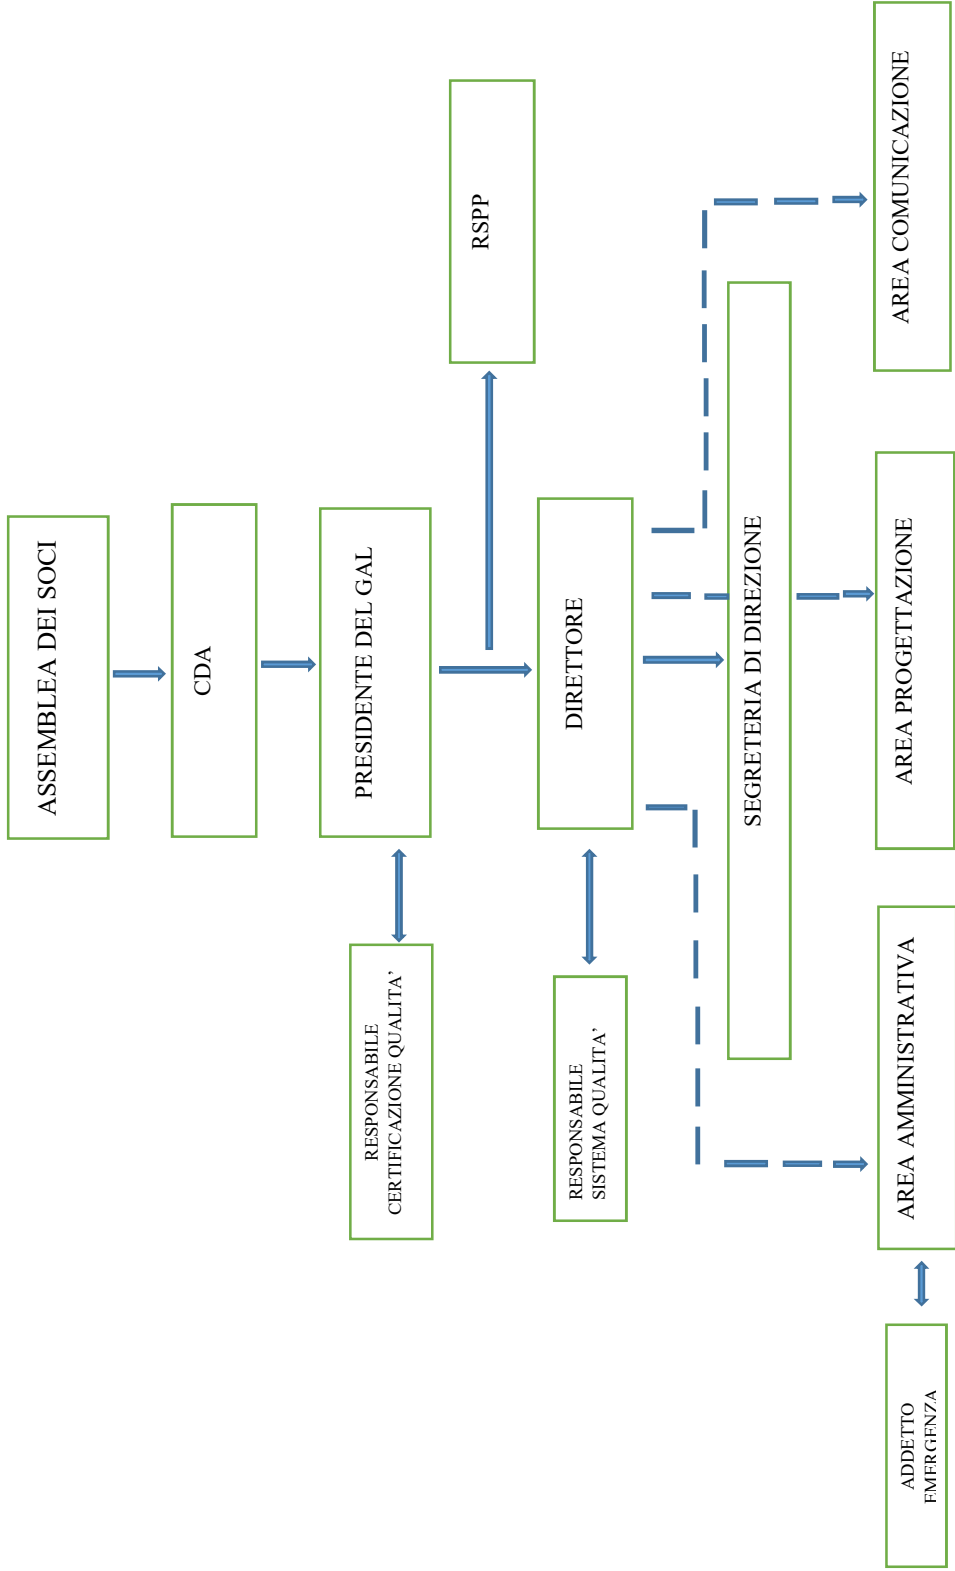 ASSEMBLEA DEI SOCI
CDA
PRESIDENTE DEL GAL
RESPONSABILE
CERTIFICAZIONE QUALITA’
RSPP
DIRETTORE
RESPONSABILE
SISTEMA QUALITA’
SEGRETERIA DI DIREZIONE
ADDETTO
EMERGENZA
AREA AMMINISTRATIVA
AREA PROGETTAZIONE
AREA COMUNICAZIONE